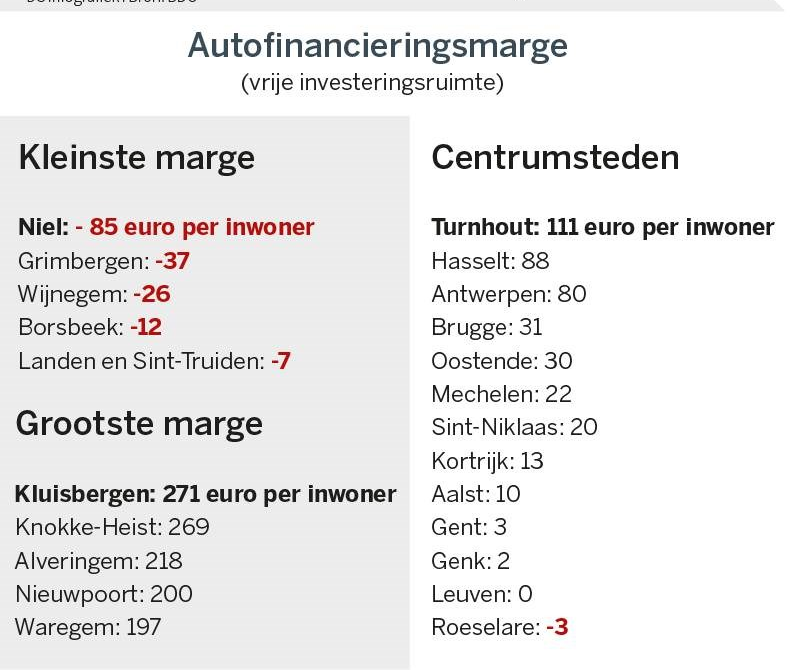 Autofinancieringsmarge
(vrije investeringsruimte)
Kleinste marge
Niel: - 85 euro per inwoner
Grimbergen: -37
Wijnegem: -26
Borsbeek: -12
Landen en Sint-Truiden: -7
Grootste marge
Kluisbergen: 271 euro per inwoner
Knokke-Heist: 269
Alveringem: 218
Nieuwpoort: 200
Waregem: 197
Centrumsteden
Turnhout: 111 euro per inwoner
Hasselt: 88
Antwerpen: 80
Brugge: 31
Oostende: 30
Mechelen: 22
Sint-Niklaas: 20
Kortrijk: 13
Aalst: 10
Gent: 3
Genk: 2
Leuven: 0
Roeselare: -3